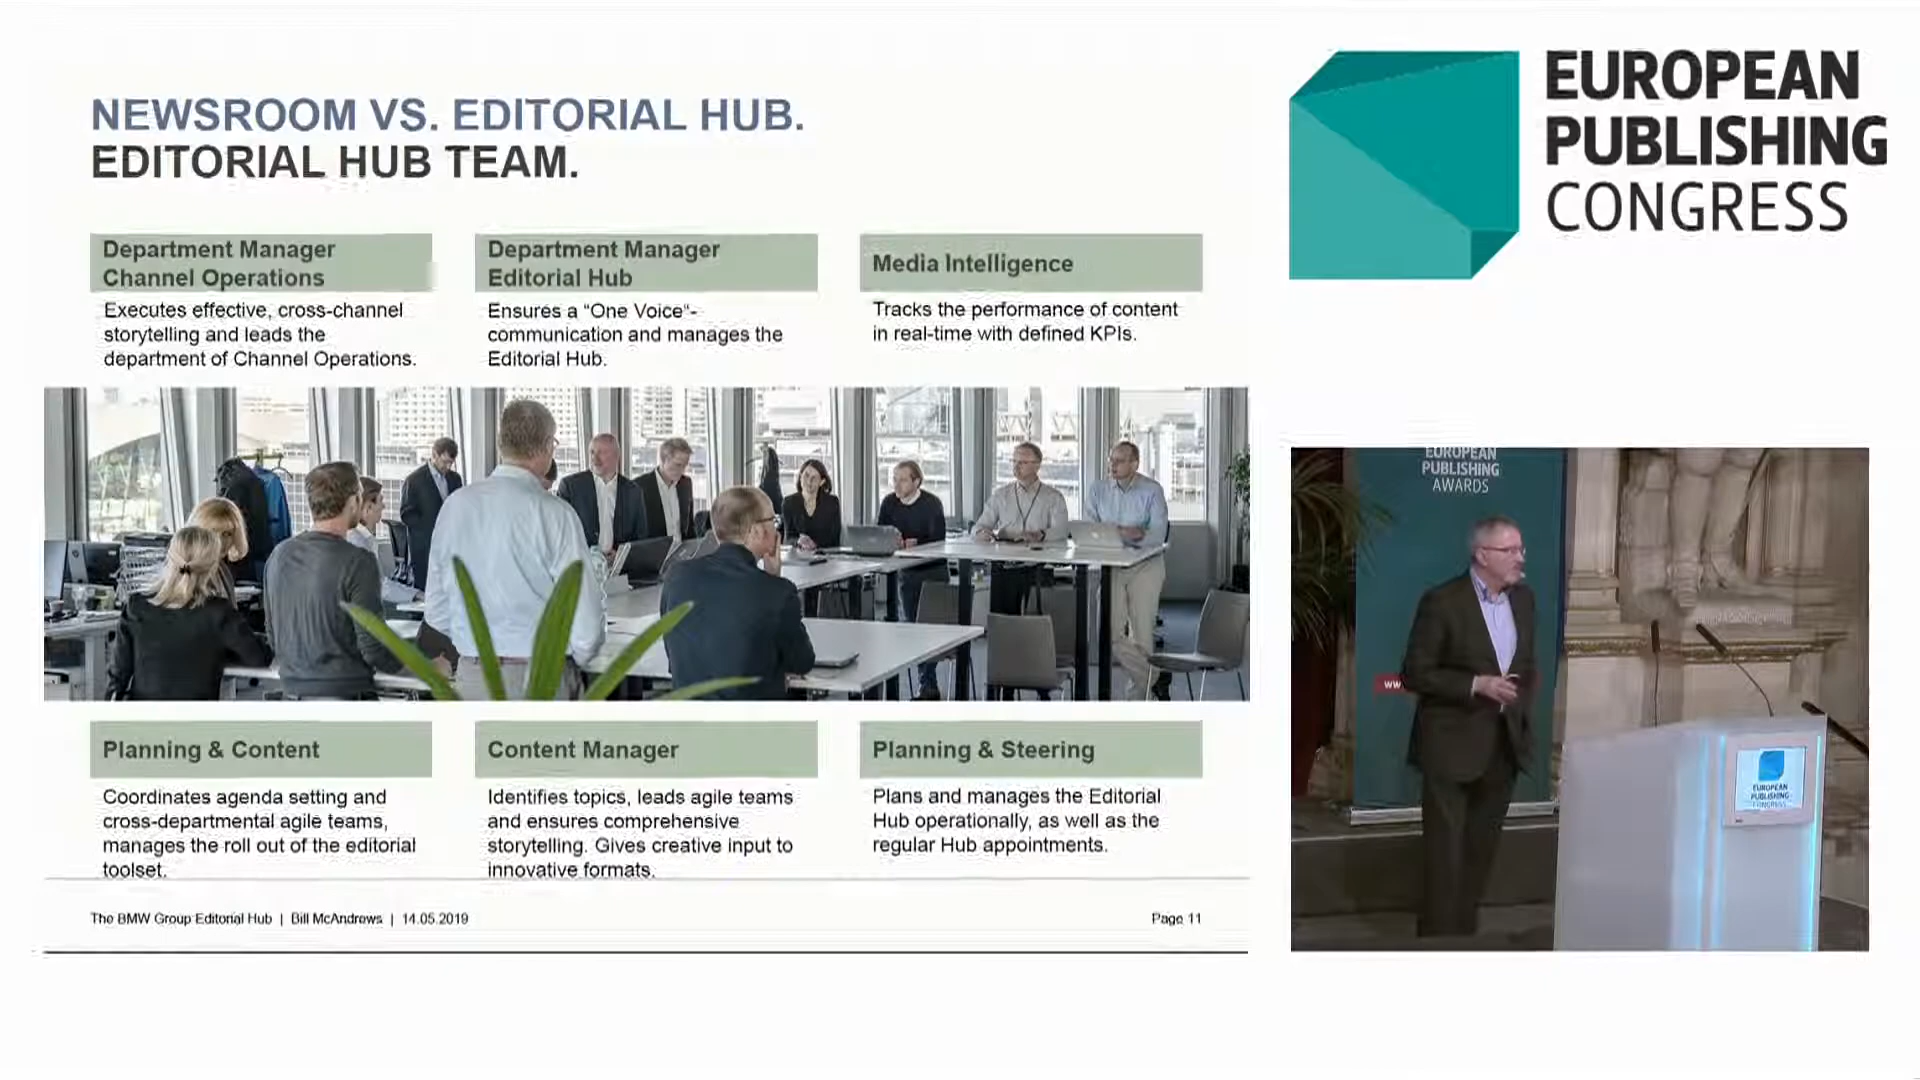 NEWSROOM VS. EDITORIAL HUB.
EDITORIAL HUB TEAM.
Department Manager
Channel Operations
Executes effective, cross-channel
storytelling and leads the
department of Channel Operations.
Department Manager
Editorial Hub
Ensures a “One Voice“-
communication and manages the
Editorial Hub.
Media Intelligence
Tracks the performance of content
in real-time with defined KPIs.
Planning & Content
Coordinates agenda setting and
cross-departmental agile teams,
manages the roll out of the editorial
toolset.
Content Manager
Identifies topics, leads agile teams
and ensures comprehensive
storytelling. Gives creative input to
innovative formats.
Planning & Steering
Plans and manages the Editorial
Hub operationally, as well as the
regular Hub appointments.
The BMW Group Editorial Hub | Bill McAndrews | 14.05.2019
Page 11
EUROPEAN
PUBLISHING
CONGRESS
EUROPEAN
PUBLISHING
AWARDS
ww
EUROPEAN
PUBLISHING
CONGRESS